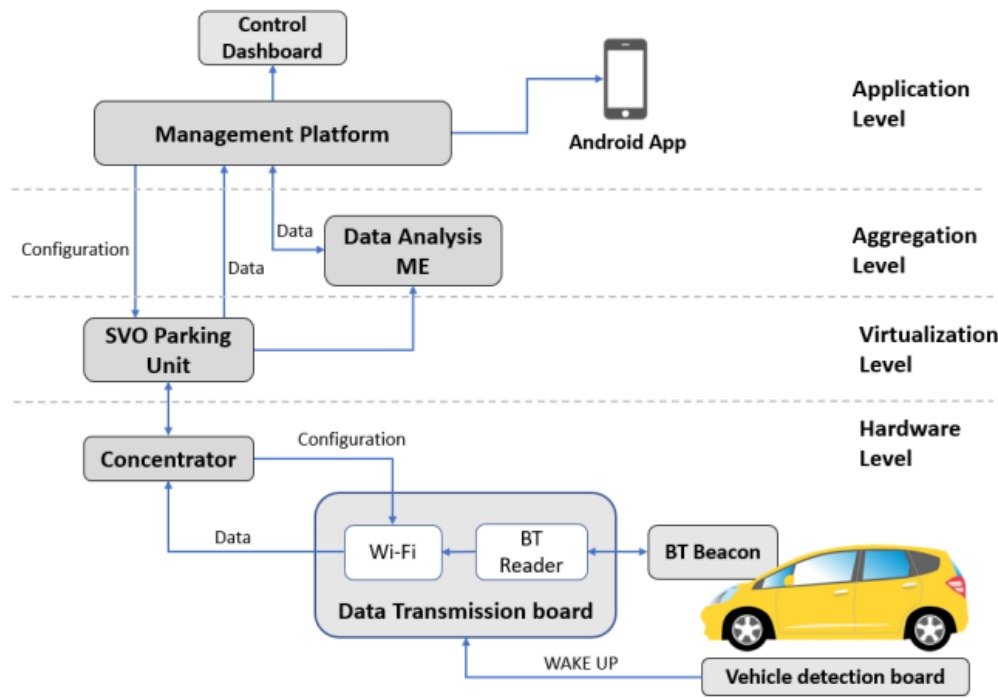 Control
Dashboard
Management Platform
Android App
Application
Level
Configuration
Data
Data
Data Analysis
ME
Aggregation
Level
SVO Parking
Unit
Virtualization
Level
Concentrator
Configuration
Hardware
Level
Data
Wi-Fi
BT
Reader
BT Beacon
Data Transmission board
WAKE UP
Vehicle detection board